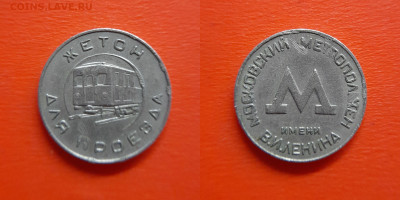 COINS.LAVE.RU
ЖЕТОН
ДЛЯ ПРОЕЗДА
МОСКОВСКИЙ МЕТРОПОЛИТЕН
М
ИМЕНИ
В.И.ЛЕНИНА